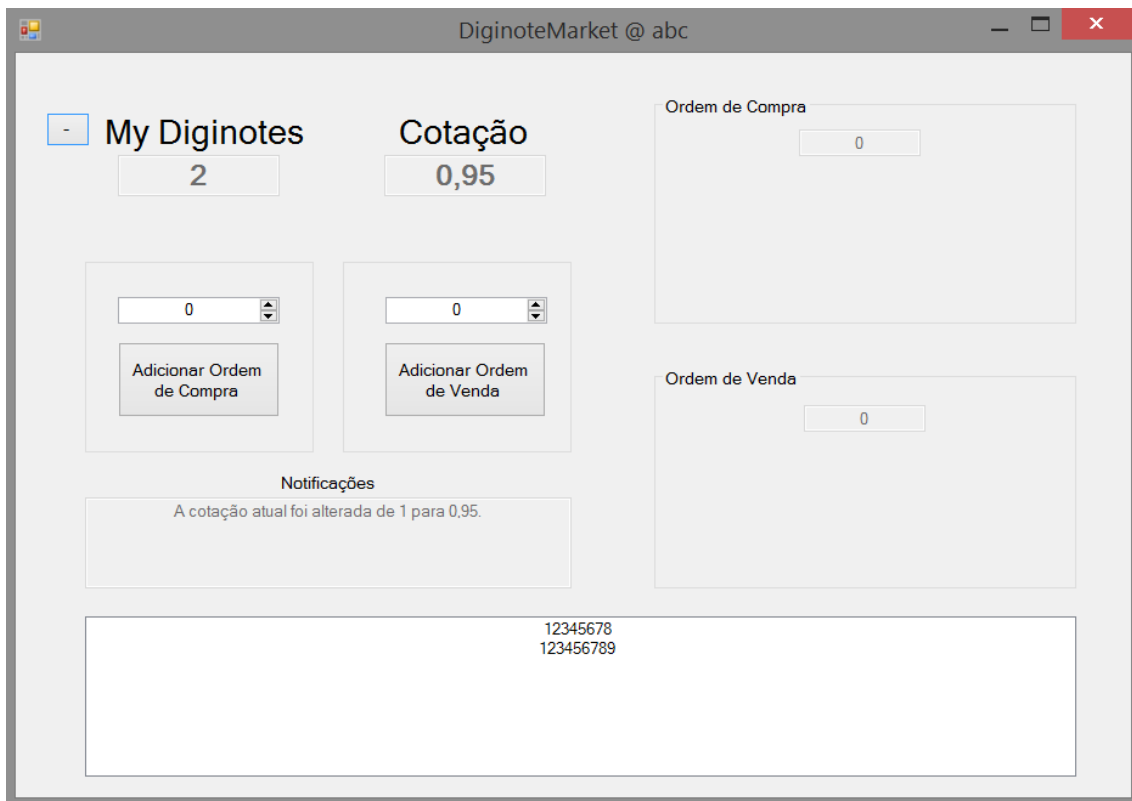 DiginoteMarket @ abc
-
My Diginotes
2
Cotação
0,95
Ordem de Compra
0
0
Adicionar Ordem
de Compra
0
Adicionar Ordem
de Venda
Ordem de Venda
0
Notificações
A cotação atual foi alterada de 1 para 0,95.
12345678
123456789